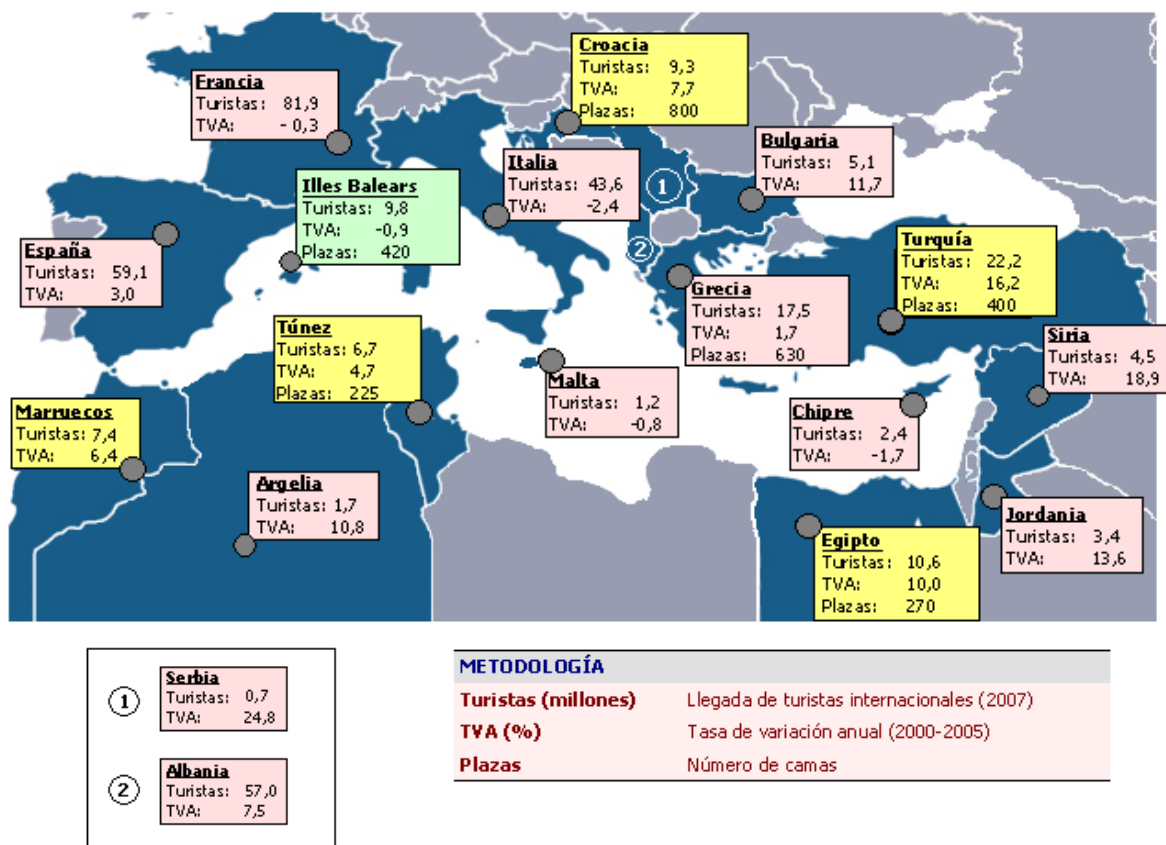 Croacia
Turistas: 9,3
TVA: 7,7
Plazas: 800
Francia
Turistas: 81,9
TVA: - 0,3
Bulgaria
Turistas: 5,1
TVA: 11,7
Italia
Turistas: 43,6
TVA: -2,4
Illes Balears
Turistas: 9,8
TVA: -0,9
Plazas: 420
1
2
España
Turistas: 59,1
TVA: 3,0
Turquía
Turistas: 22,2
TVA: 16,2
Plazas: 400
Grecia
Turistas: 17,5
TVA: 1,7
Plazas: 630
Túnez
Turistas: 6,7
TVA: 4,7
Plazas: 225
Siria
Turistas: 4,5
TVA: 18,9
Malta
Turistas: 1,2
TVA: -0,8
Marruecos
Turistas: 7,4
TVA: 6,4
Chipre
Turistas: 2,4
TVA: -1,7
Argelia
Turistas: 1,7
TVA: 10,8
Jordania
Turistas: 3,4
TVA: 13,6
Egipto
Turistas: 10,6
TVA: 10,0
Plazas: 270
1
Serbia
Turistas: 0,7
TVA: 24,8
2
Albania
Turistas: 57,0
TVA: 7,5
METODOLOGÍA
Turistas (millones) Llegada de turistas internacionales (2007)
TVA (%) Tasa de variación anual (2000-2005)
Plazas Número de camas